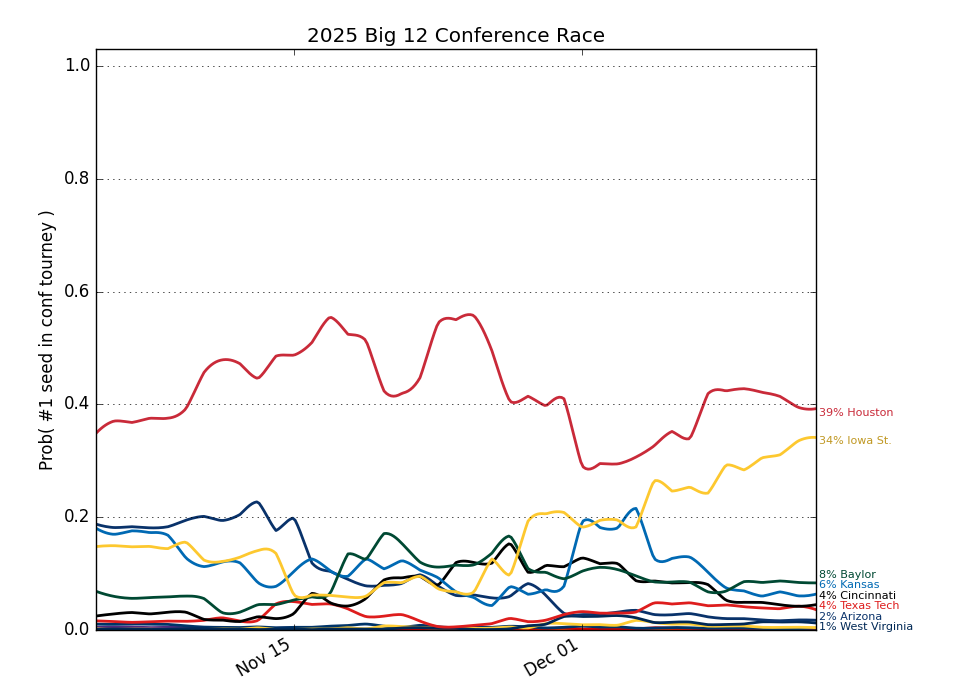 2025 Big 12 Conference Race
Prob( #1 seed in conf tourney )
1.0
0.8
0.6
0.4
0.2
0.0
Nov 15
Dec 01
39% Houston
34% Iowa St.
8% Baylor
6% Kansas
4% Cincinnati
4% Texas Tech
2% Arizona
1% West Virginia